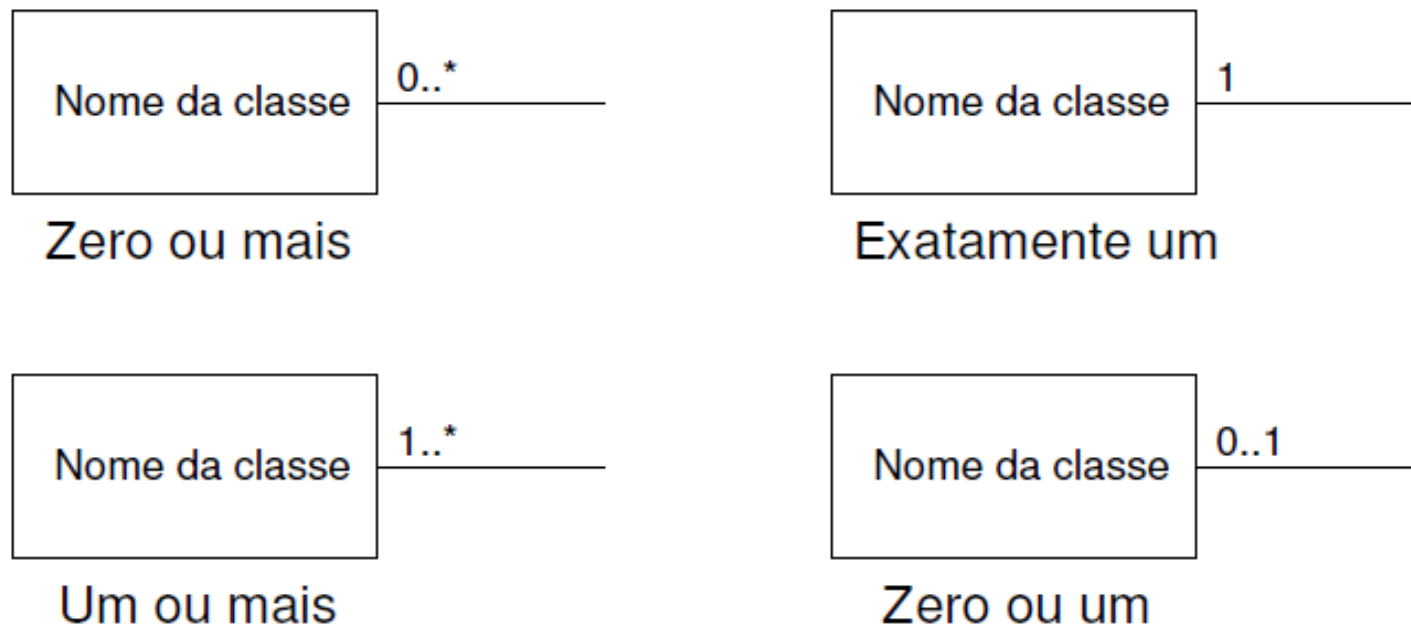 Nome da classe 0..*
Nome da classe 1
Zero ou mais
Exatamente um
Nome da classe 1..*
Nome da classe 0..1
Um ou mais
Zero ou um